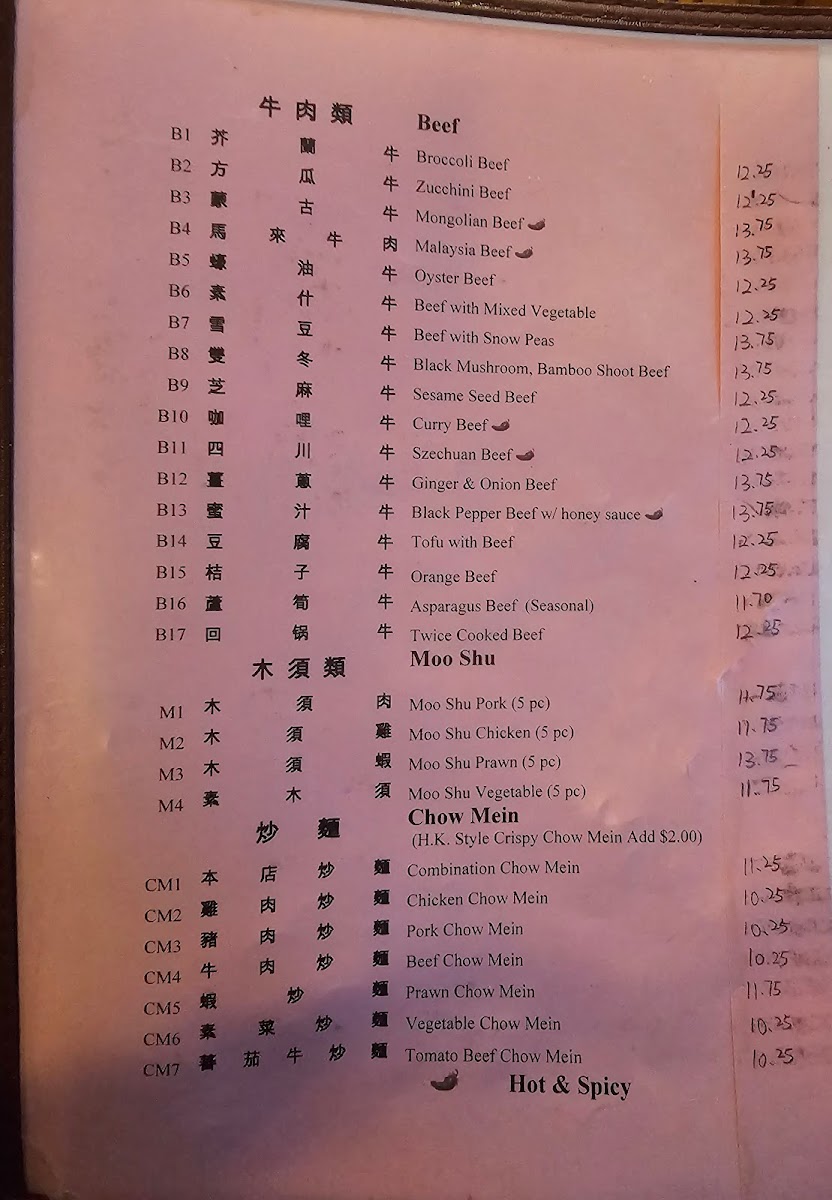 牛肉類 Beef
B1 芥蘭牛 Broccoli Beef 12.25
B2 方瓜牛 Zucchini Beef 12.25
B3 蒙古牛 Mongolian Beef 13.75
B4 馬來牛肉 Malaysia Beef 13.75
B5 蠔油牛 Oyster Beef 12.25
B6 素什牛 Beef with Mixed Vegetable 12.25
B7 雪豆牛 Beef with Snow Peas 13.75
B8 雙冬牛 Black Mushroom, Bamboo Shoot Beef 13.75
B9 芝麻牛 Sesame Seed Beef 12.25
B10 咖哩牛 Curry Beef 12.25
B11 四川牛 Szechuan Beef 12.25
B12 薑蔥牛 Ginger & Onion Beef 13.75
B13 蜜汁牛 Black Pepper Beef w/ honey sauce 13.75
B14 豆腐牛 Tofu with Beef 12.25
B15 桔子牛 Orange Beef 12.25
B16 蘆筍牛 Asparagus Beef (Seasonal) 11.70
B17 回锅牛 Twice Cooked Beef 12.25
木須類 Moo Shu
M1 木須肉 Moo Shu Pork (5 pc) 11.75
M2 木須雞 Moo Shu Chicken (5 pc) 11.75
M3 木須蝦 Moo Shu Prawn (5 pc) 13.75
M4 素木須 Moo Shu Vegetable (5 pc) 11.75
炒麵 Chow Mein
(H.K. Style Crispy Chow Mein Add $2.00)
CM1 本店炒麵 Combination Chow Mein 11.25
CM2 雞肉炒麵 Chicken Chow Mein 10.25
CM3 豬肉炒麵 Pork Chow Mein 10.25
CM4 牛肉炒麵 Beef Chow Mein 10.25
CM5 蝦炒麵 Prawn Chow Mein 11.75
CM6 素菜炒麵 Vegetable Chow Mein 10.25
CM7 蕃茄牛炒麵 Tomato Beef Chow Mein 10.25
Hot & Spicy